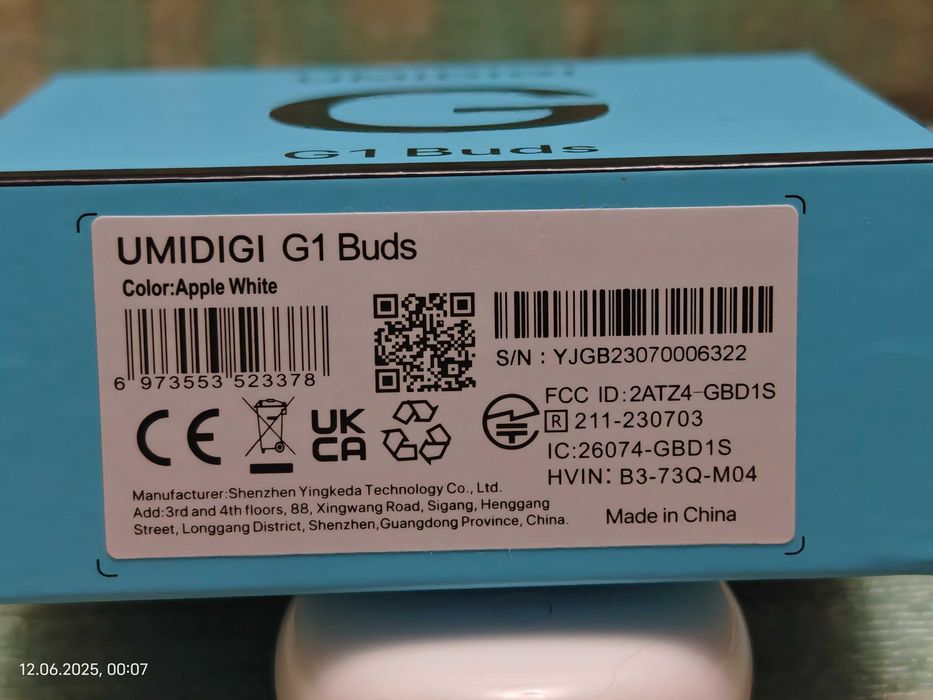 UMIDIGI
G1 Buds
UMIDIGI G1 Buds
Color:Apple White
6 973553 523378
S/N : YJGB23070006322
FCC ID:2ATZ4-GBD1S
R 211-230703
IC:26074-GBD1S
HVIN: B3-73Q-M04
CE
UK
CA
Manufacturer:Shenzhen Yingkeda Technology Co., Ltd.
Add:3rd and 4th floors, 88, Xingwang Road, Sigang, Henggang
Street, Longgang District, Shenzhen,Guangdong Province, China.
Made in China
12.06.2025, 00:07